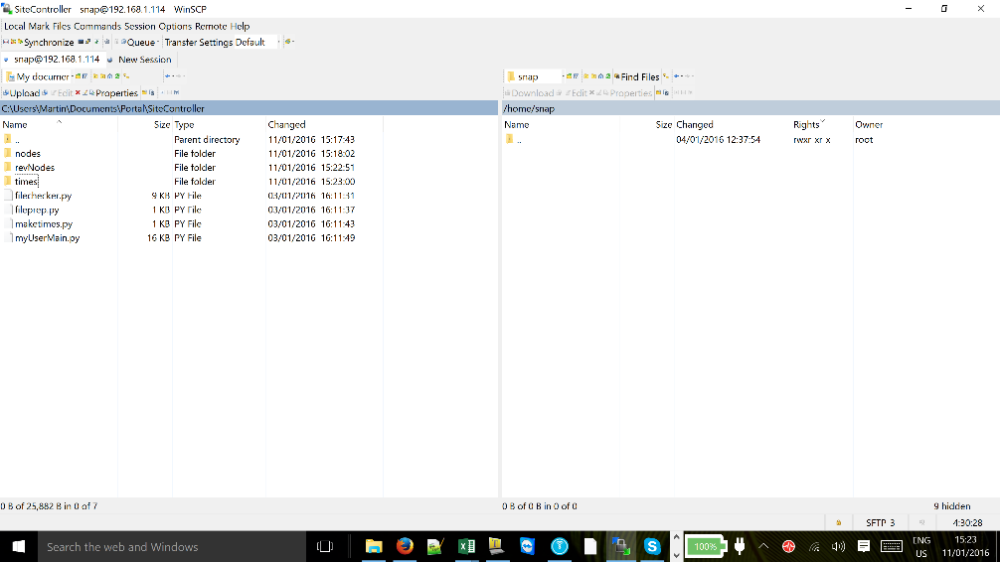 SiteController snap@192.168.1.114 WinSCP
Local Mark Files Commands Session Options Remote Help
Synchronize Queue Transfer Settings Default
snap@192.168.1.114 New Session
My documer snap Find Files
Upload Edit Properties Download Edit Properties
C:\Users\Martin\Documents\Portal\SiteController /home/snap
Name Size Type Changed Name Size Changed Rights Owner
.. Parent directory 11/01/2016 15:17:43 .. 04/01/2016 12:37:54 rwxr xr x root
nodes File folder 11/01/2016 15:18:02
revNodes File folder 11/01/2016 15:22:51
times File folder 11/01/2016 15:23:00
filechecker.py 9 KB PY File 03/01/2016 16:11:31
fileprep.py 1 KB PY File 03/01/2016 16:11:37
maketimes.py 1 KB PY File 03/01/2016 16:11:43
myUserMain.py 16 KB PY File 03/01/2016 16:11:49
0 B of 25,882 B in 0 of 7 0 B of 0 B in 0 of 0 9 hidden
SFTP 3 4:30:28
Search the web and Windows 100% ENG 15:23
US 11/01/2016